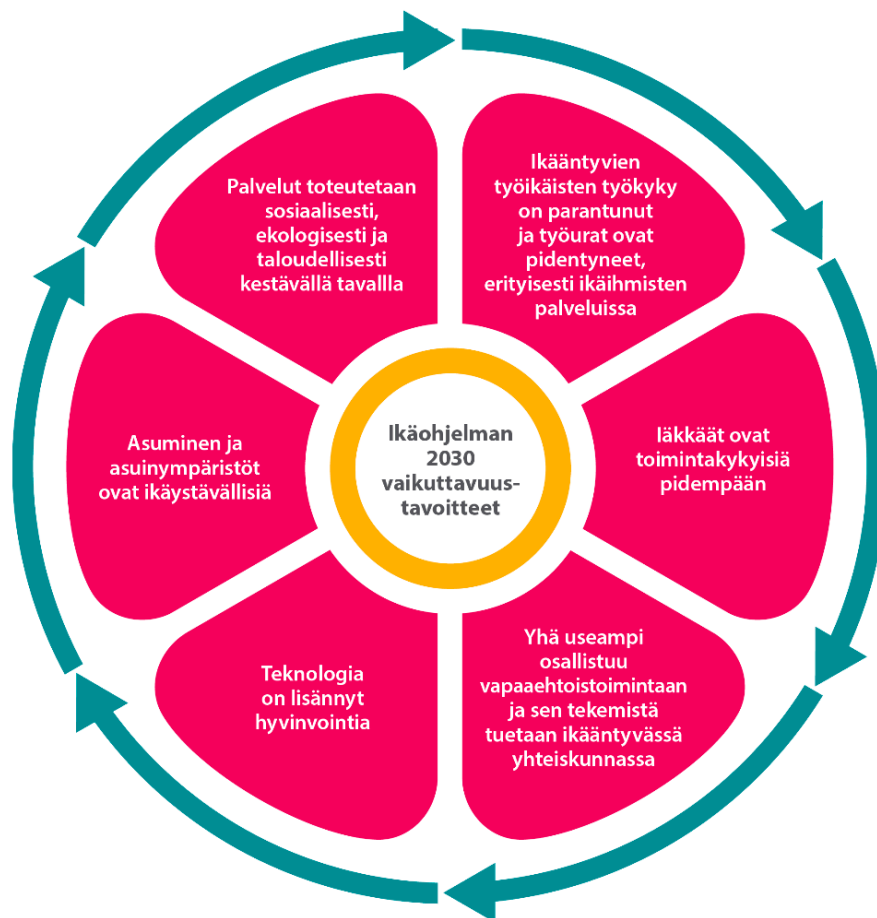 Palvelut toteutetaan
sosiaalisesti,
ekologisesti ja
taloudellisesti
kestävällä tavallla
Ikääntyvien
työikäisten työkyky
on parantunut
ja työurat ovat
pidentyneet,
erityisesti ikäihmisten
palveluissa
Asuminen ja
asuinympäristöt
ovat ikäystävällisiä
Ikäohjelman
2030
vaikuttavuus-
tavoitteet
Iäkkäät ovat
toimintakykyisiä
pidempään
Teknologia
on lisännyt
hyvinvointia
Yhä useampi
osallistuu
vapaaehtoistoimintaan
ja sen tekemistä
tuetaan ikääntyvässä
yhteiskunnassa